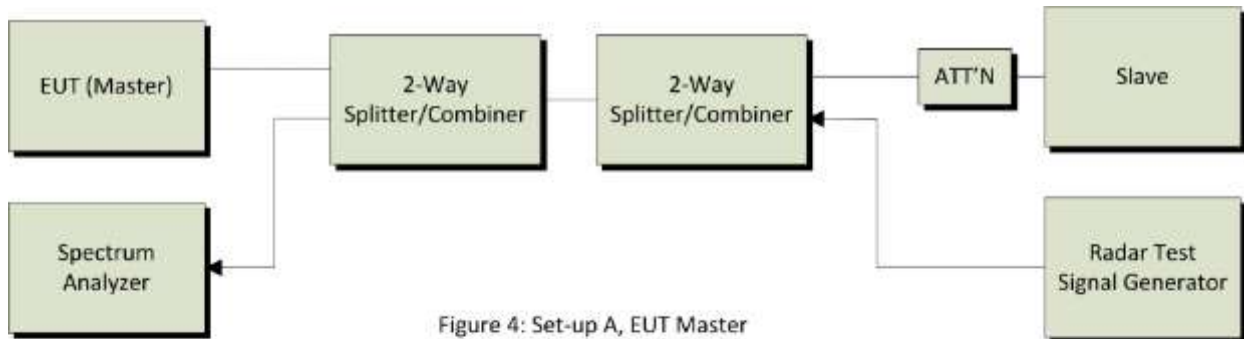 EUT (Master)
2-Way
Splitter/Combiner
2-Way
Splitter/Combiner
ATT'N
Slave
Spectrum
Analyzer
Radar Test
Signal Generator
Figure 4: Set-up A, EUT Master